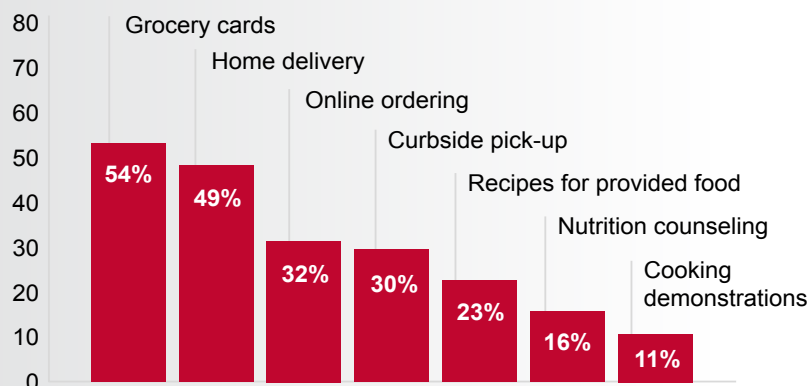 80
Grocery cards
70
Home delivery
60
Online ordering
50
Curbside pick-up
40
Recipes for provided food
30
Nutrition counseling
20
Cooking
demonstrations
10
0
54%
49%
32%
30%
23%
16%
11%